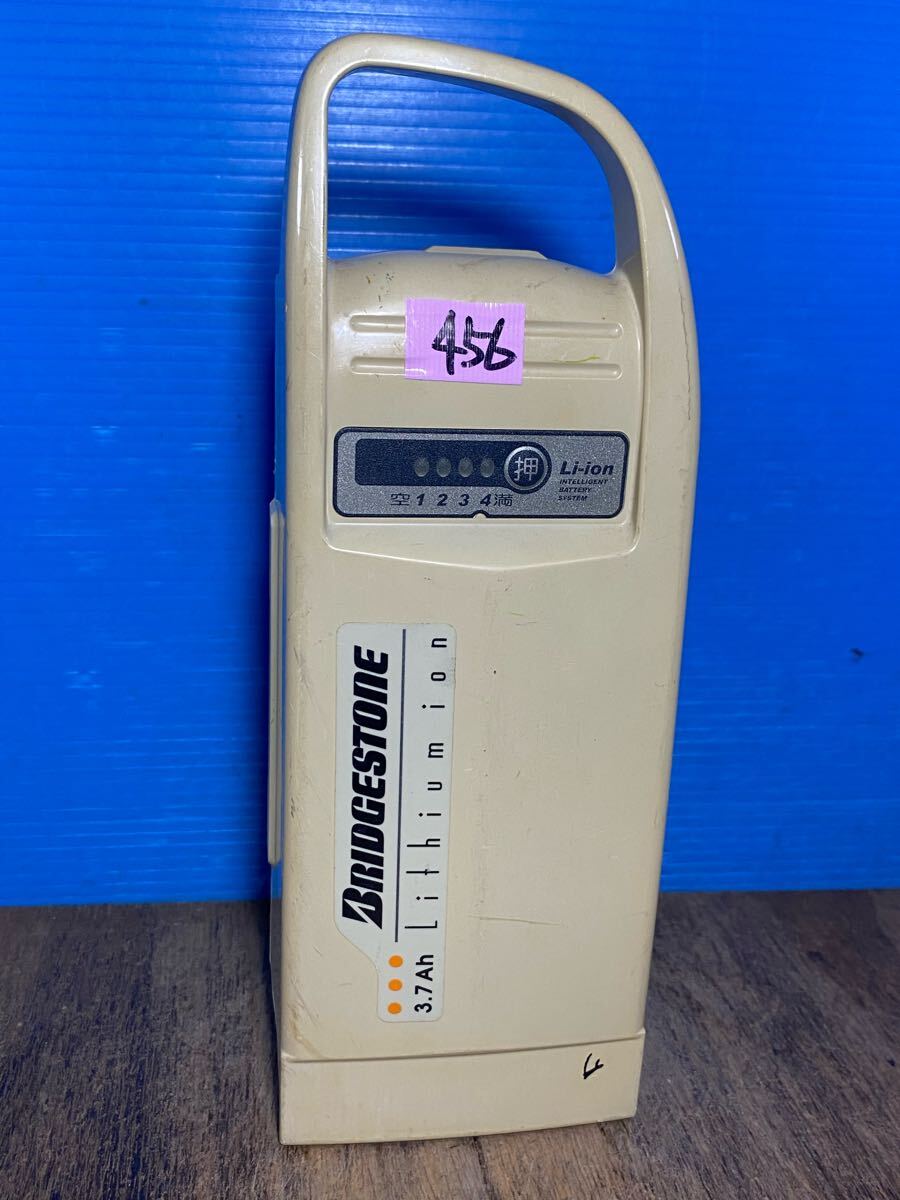 456
押
Li-ion
INTELLIGENT
BATTERY
SYSTEM
空 1 2 3 4 満
BRIDGESTONE
Lithium ion
3.7Ah
F